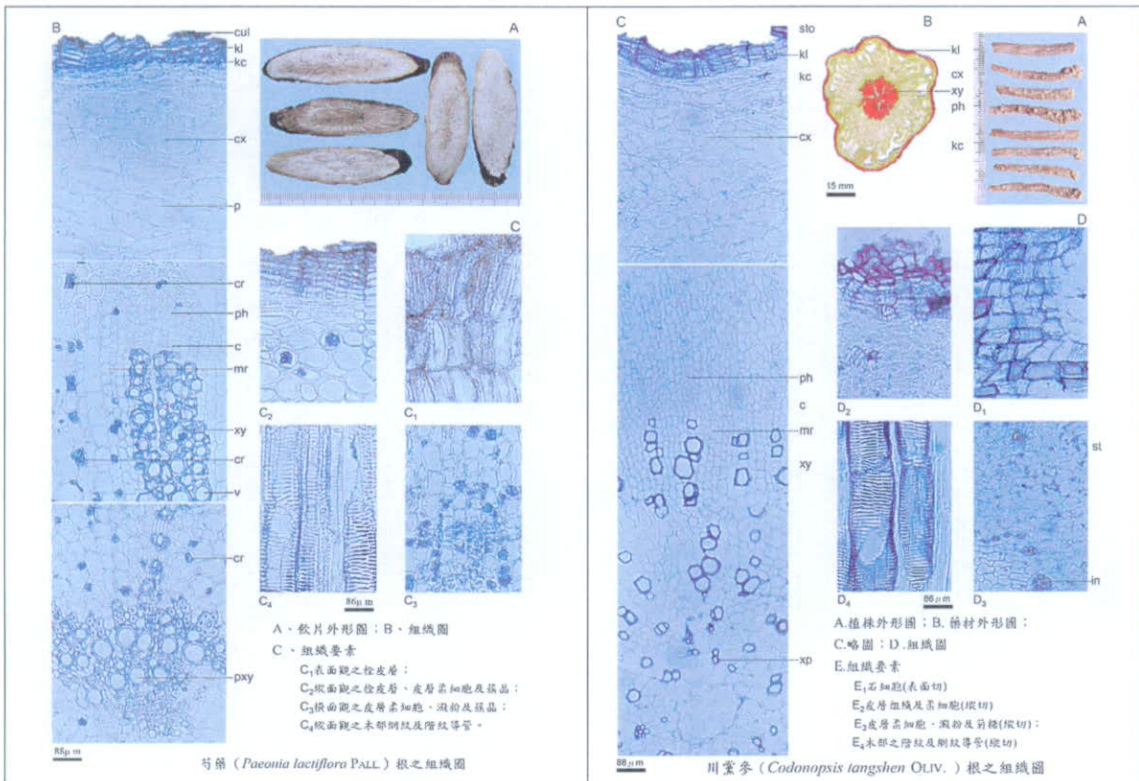 B
A
cul
kl
kc
cx
p
cr
ph
c
mr
xy
cr
v
cr
pxy
88μm
C
C₂
C₁
C₄
86μm
C₃
A、飲片外形圖；B、組織圖
C、組織要素
C₁表面觀之栓皮層；
C₂縱面觀之栓皮層、皮層柔細胞及簇晶；
C₃橫面觀之皮層柔細胞、澱粉及簇晶；
C₄縱面觀之木部網紋及階紋導管。
芍藥（Paeonia lactiflora PALL.）根之組織圖
C
sto
kl
kc
cx
ph
c
mr
xy
xp
88μm
B
A
kl
cx
xy
ph
kc
15 mm
D
D₂
D₁
st
in
D₄
86μm
D₃
A.植株外形圖；B. 藥材外形圖；
C.略圖；D.組織圖
E.組織要素
E₁石細胞(表面切)
E₂皮層組織及柔細胞(縱切)
E₃皮層柔細胞、澱粉及菊糖(縱切)；
E₄木部之階紋及網紋導管(縱切)
川黨參（Codonopsis tangshen OLIV. ）根之組織圖